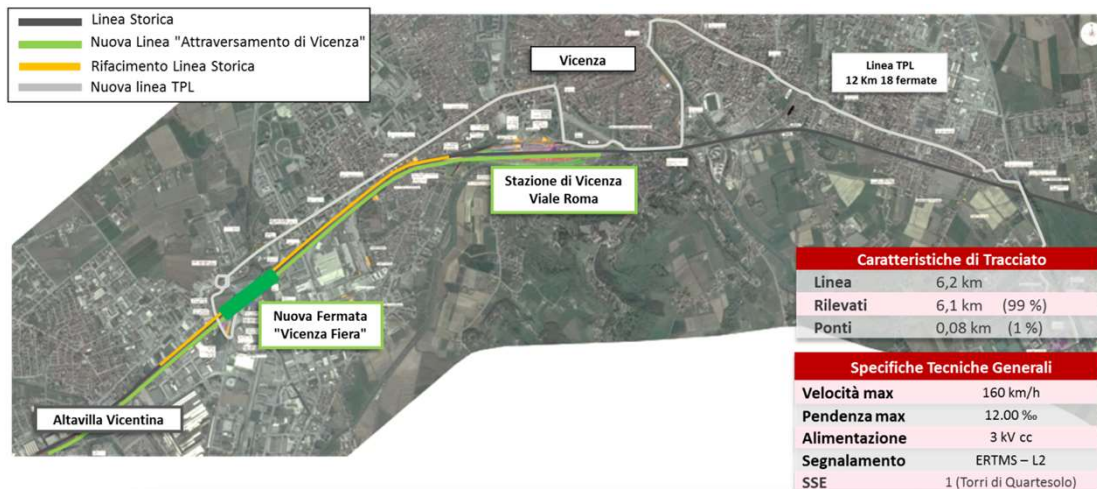 Linea Storica
Nuova Linea "Attraversamento di Vicenza"
Rifacimento Linea Storica
Nuova linea TPL
Vicenza
Linea TPL
12 Km 18 fermate
Stazione di Vicenza
Viale Roma
Nuova Fermata
"Vicenza Fiera"
Altavilla Vicentina
Caratteristiche di Tracciato
Linea 6,2 km
Rilevati 6,1 km (99 %)
Ponti 0,08 km (1 %)
Specifiche Tecniche Generali
Velocità max 160 km/h
Pendenza max 12.00 ‰
Alimentazione 3 kV cc
Segnalamento ERTMS – L2
SSE 1 (Torri di Quartesolo)